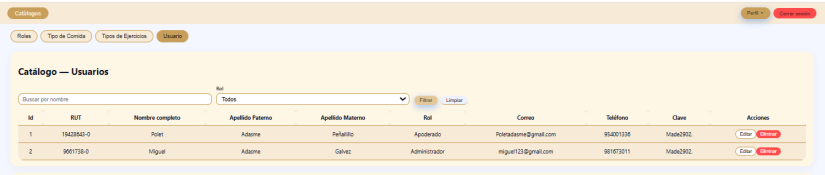 Catálogos
Perfil
Cerrar sesión
Roles Tipo de Comida Tipos de Ejercicios Usuario
Catálogo — Usuarios
Rol
Buscar por nombre Todos Filtrar Limpiar
Id RUT Nombre completo Apellido Paterno Apellido Materno Rol Correo Teléfono Clave Acciones
1 19428643-0 Polet Adasme Peñailillo Apoderado Poletadasme@gmail.com 954001336 Made2902. Editar Eliminar
2 9661738-0 Miguel Adasme Galvez Administrador miguel123@gmail.com 981673011 Made2902. Editar Eliminar